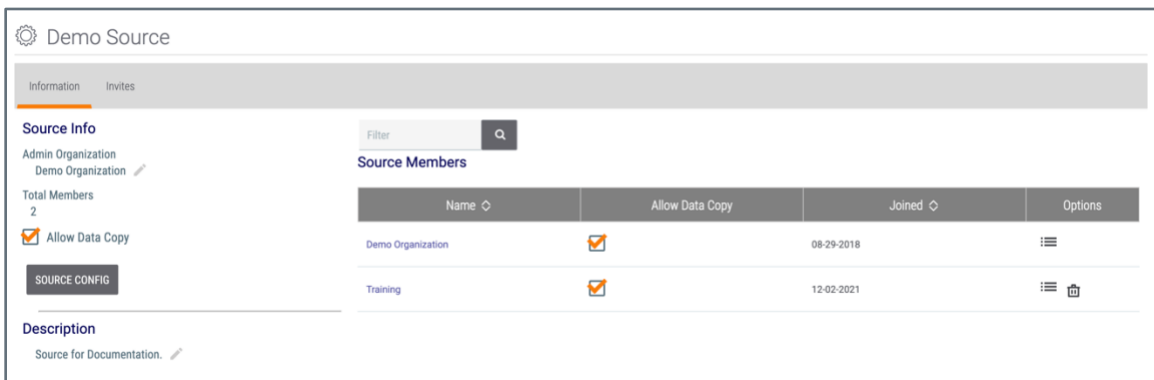 Demo Source
Information Invites
Source Info
Admin Organization
Demo Organization
Total Members
2
Allow Data Copy
SOURCE CONFIG
Description
Source for Documentation.
Filter
Source Members
Name Allow Data Copy Joined Options
Demo Organization 08-29-2018
Training 12-02-2021